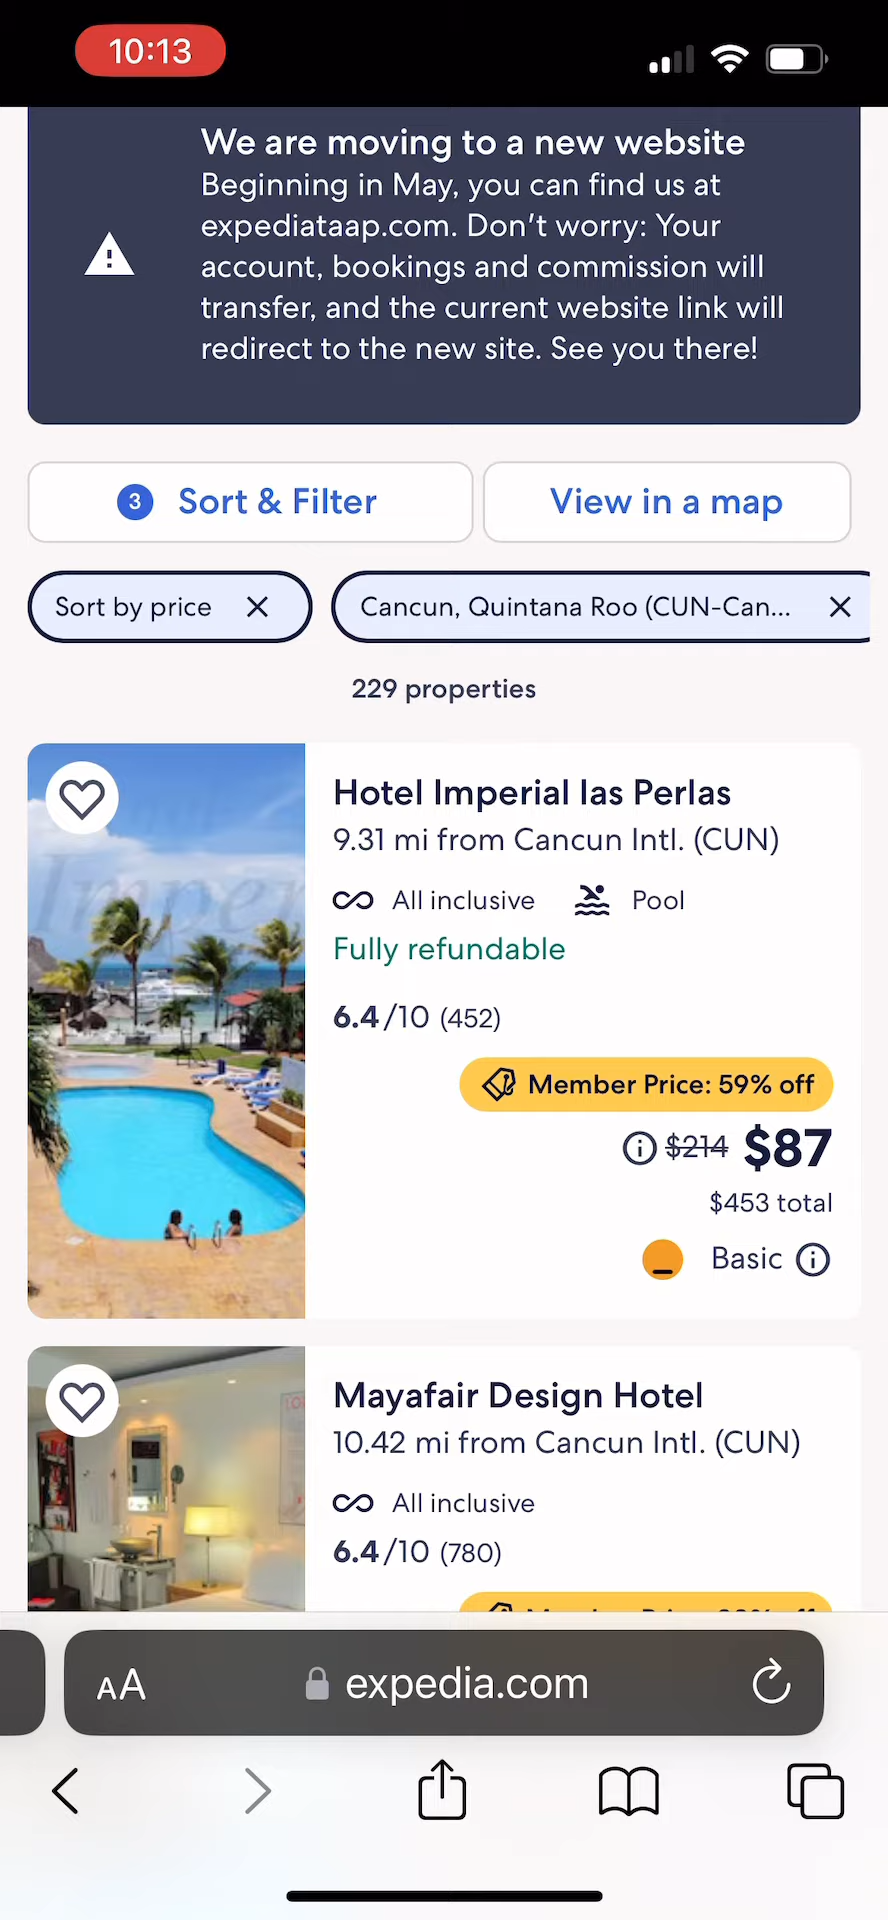 10:13
We are moving to a new website
Beginning in May, you can find us at
expediataap.com. Don't worry: Your
account, bookings and commission will
transfer, and the current website link will
redirect to the new site. See you there!
3 Sort & Filter
View in a map
Sort by price
Cancun, Quintana Roo (CUN-Can...
229 properties
Hotel Imperial las Perlas
9.31 mi from Cancun Intl. (CUN)
All inclusive
Pool
Fully refundable
6.4/10 (452)
Member Price: 59% off
$214 $87
$453 total
Basic
Mayafair Design Hotel
10.42 mi from Cancun Intl. (CUN)
All inclusive
6.4/10 (780)
AA
expedia.com